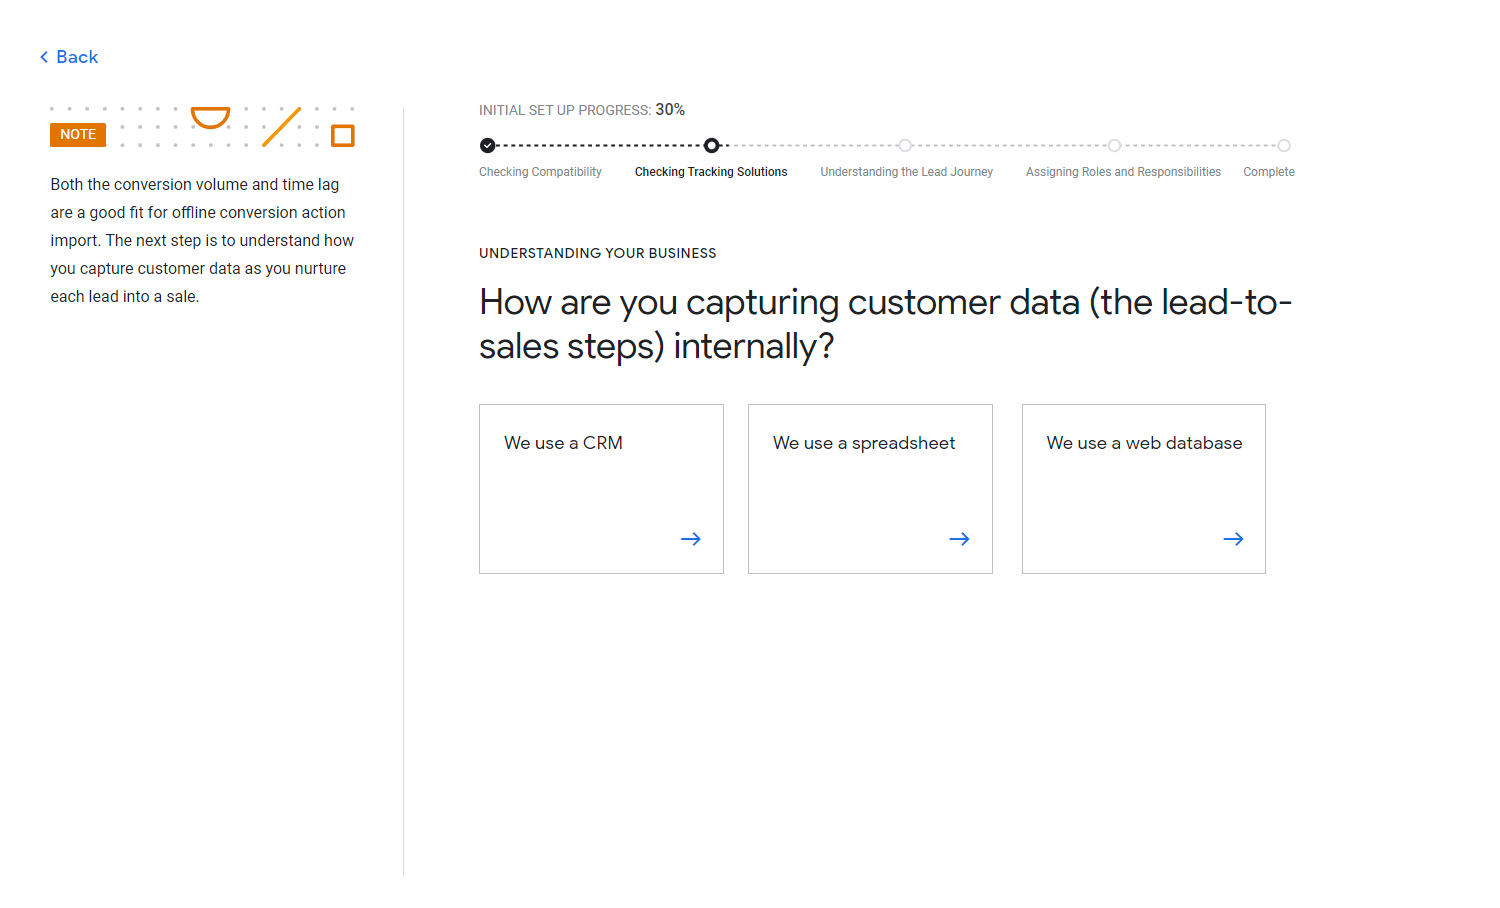 Back
NOTE
Both the conversion volume and time lag
are a good fit for offline conversion action
import. The next step is to understand how
you capture customer data as you nurture
each lead into a sale.
INITIAL SET UP PROGRESS: 30%
Checking Compatibility
Checking Tracking Solutions
Understanding the Lead Journey
Assigning Roles and Responsibilities
Complete
UNDERSTANDING YOUR BUSINESS
How are you capturing customer data (the lead-to-
sales steps) internally?
We use a CRM
We use a spreadsheet
We use a web database